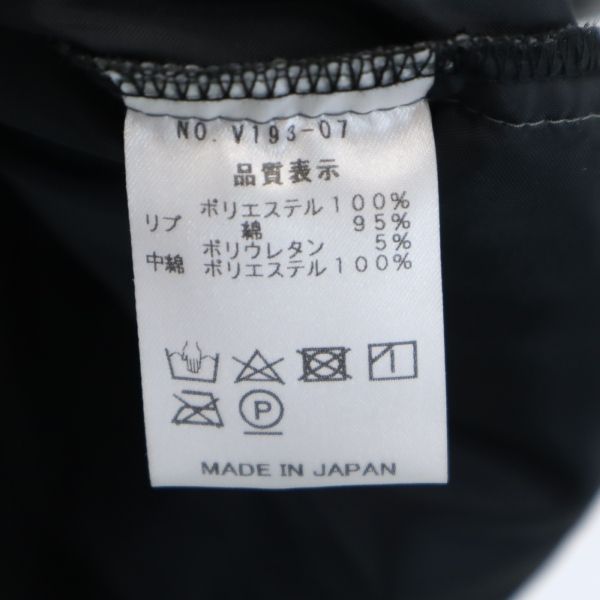 NO. V193-07
品質表示
ポリエステル100%
リブ 綿 95%
ポリウレタン 5%
中綿 ポリエステル100%
P
MADE IN JAPAN